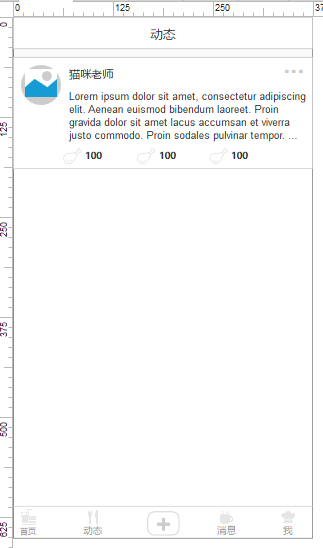 0 125 250 3
0
125
250
375
500
625
动态
猫咪老师
Lorem ipsum dolor sit amet, consectetur adipiscing
elit. Aenean euismod bibendum laoreet. Proin
gravida dolor sit amet lacus accumsan et viverra
justo commodo. Proin sodales pulvinar tempor. ...
100 100 100
首页 动态 消息 我